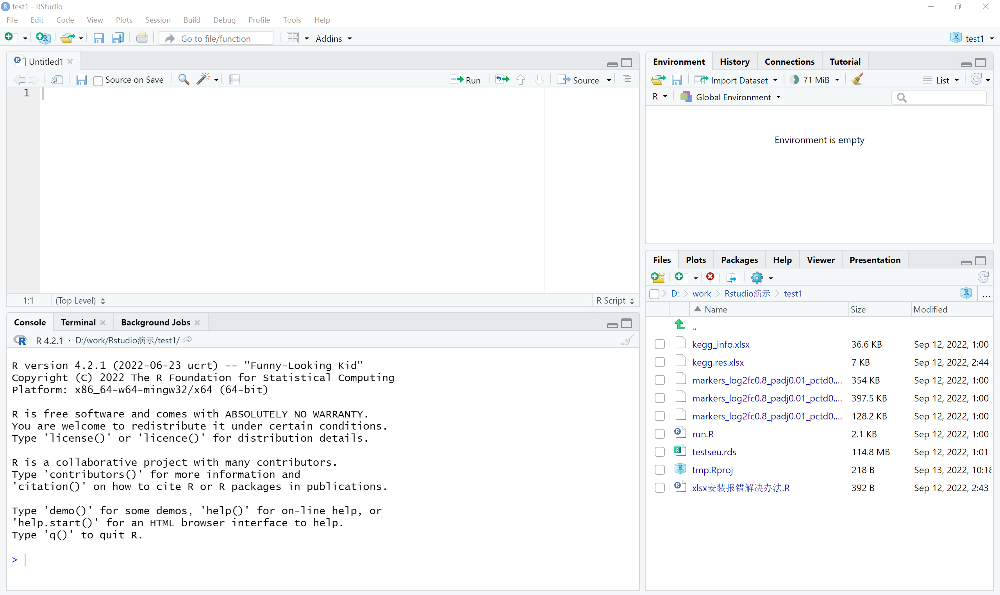 test1 - RStudio
File Edit Code View Plots Session Build Debug Profile Tools Help
Go to file/function Addins test1
Untitled1
Source on Save Run Source
1
1:1 (Top Level) R Script
Console Terminal Background Jobs
R 4.2.1 · D:/work/Rstudio演示/test1/
R version 4.2.1 (2022-06-23 ucrt) -- "Funny-Looking Kid"
Copyright (C) 2022 The R Foundation for Statistical Computing
Platform: x86_64-w64-mingw32/x64 (64-bit)
R is free software and comes with ABSOLUTELY NO WARRANTY.
You are welcome to redistribute it under certain conditions.
Type 'license()' or 'licence()' for distribution details.
R is a collaborative project with many contributors.
Type 'contributors()' for more information and
'citation()' on how to cite R or R packages in publications.
Type 'demo()' for some demos, 'help()' for on-line help, or
'help.start()' for an HTML browser interface to help.
Type 'q()' to quit R.
>
Environment History Connections Tutorial
Import Dataset 71 MiB List
R Global Environment
Environment is empty
Files Plots Packages Help Viewer Presentation
D: work Rstudio演示 test1 ...
Name Size Modified
..
kegg_info.xlsx 36.6 KB Sep 12, 2022, 1:00
kegg.res.xlsx 7 KB Sep 12, 2022, 2:44
markers_log2fc0.8_padj0.01_pctd0.... 354 KB Sep 12, 2022, 1:00
markers_log2fc0.8_padj0.01_pctd0.... 397.5 KB Sep 12, 2022, 1:00
markers_log2fc0.8_padj0.01_pctd0.... 128.2 KB Sep 12, 2022, 1:00
run.R 2.1 KB Sep 12, 2022, 1:00
testseu.rds 114.8 MB Sep 12, 2022, 1:01
tmp.Rproj 218 B Sep 13, 2022, 10:18
xlsx安装报错解决办法.R 392 B Sep 12, 2022, 2:43